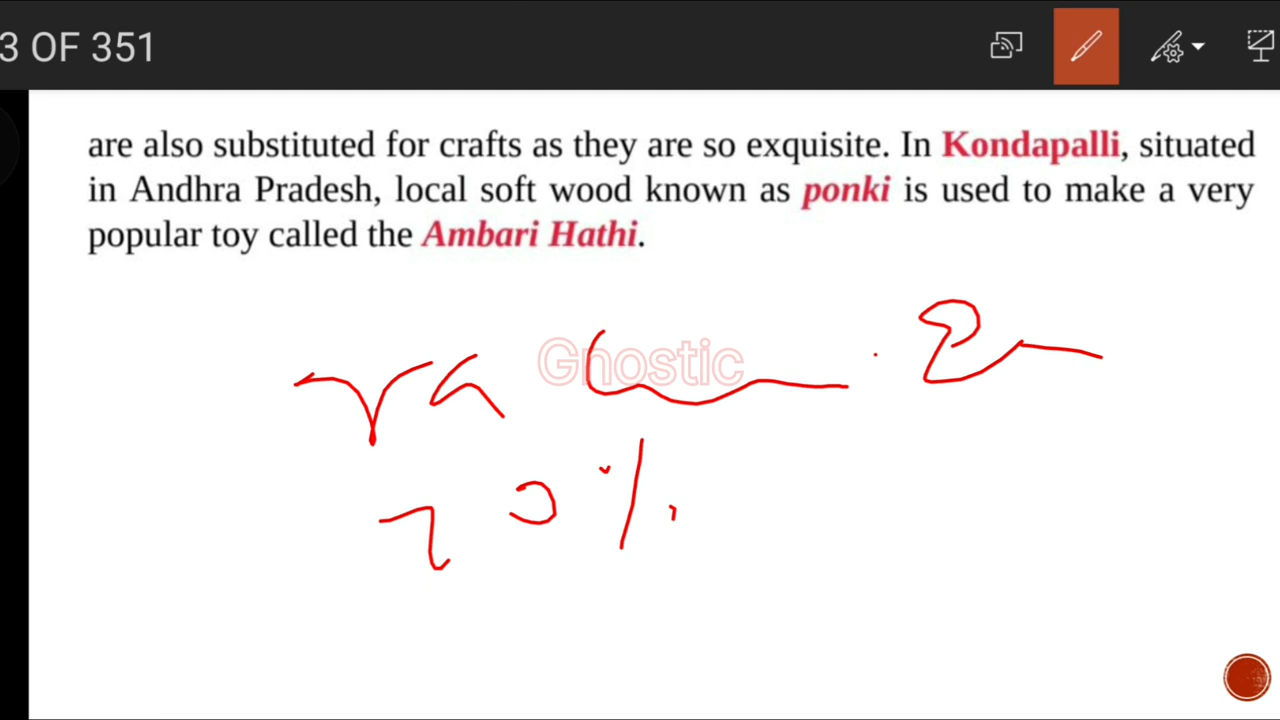 3 OF 351
are also substituted for crafts as they are so exquisite. In Kondapalli, situated
in Andhra Pradesh, local soft wood known as ponki is used to make a very
popular toy called the Ambari Hathi.
Gnostic